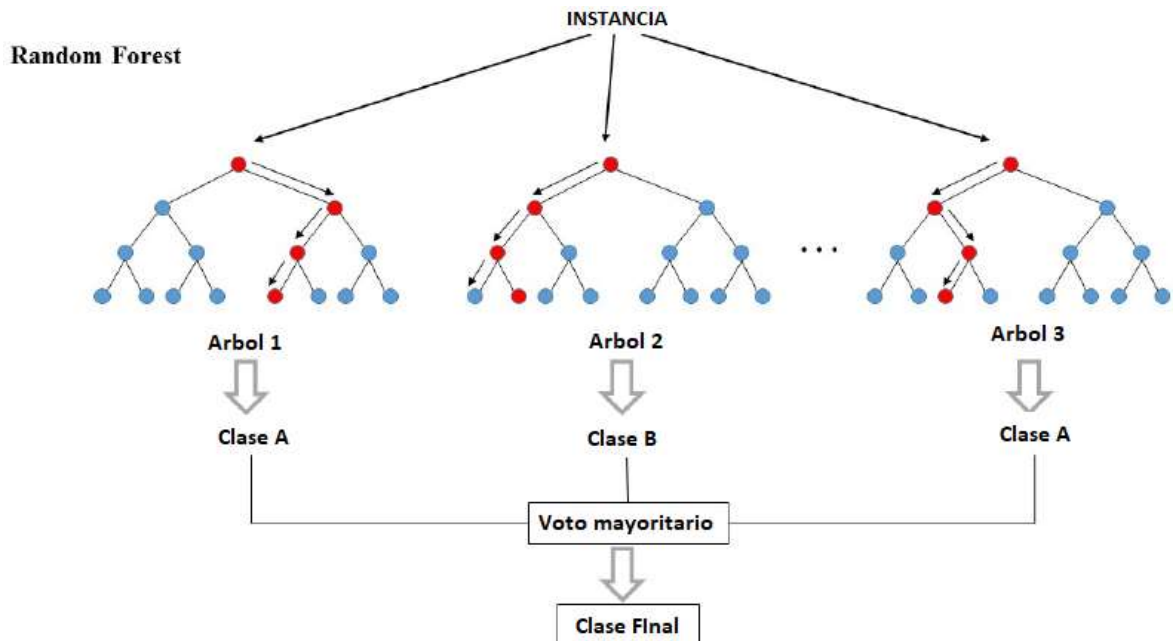 INSTANCIA
Random Forest
...
Arbol 1
Arbol 2
Arbol 3
Clase A
Clase B
Clase A
Voto mayoritario
Clase FInal